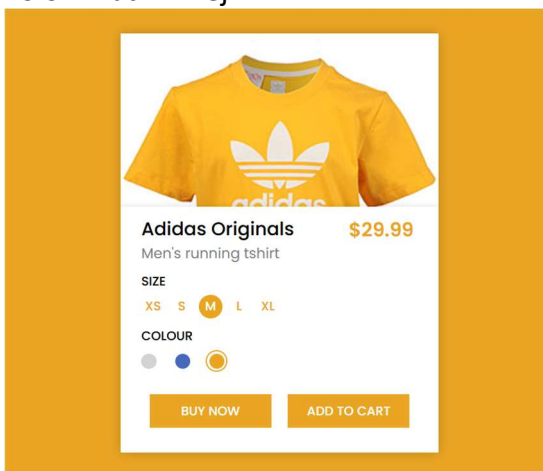 adidas
Adidas Originals $29.99
Men's running tshirt
SIZE
XS S M L XL
COLOUR
BUY NOW ADD TO CART